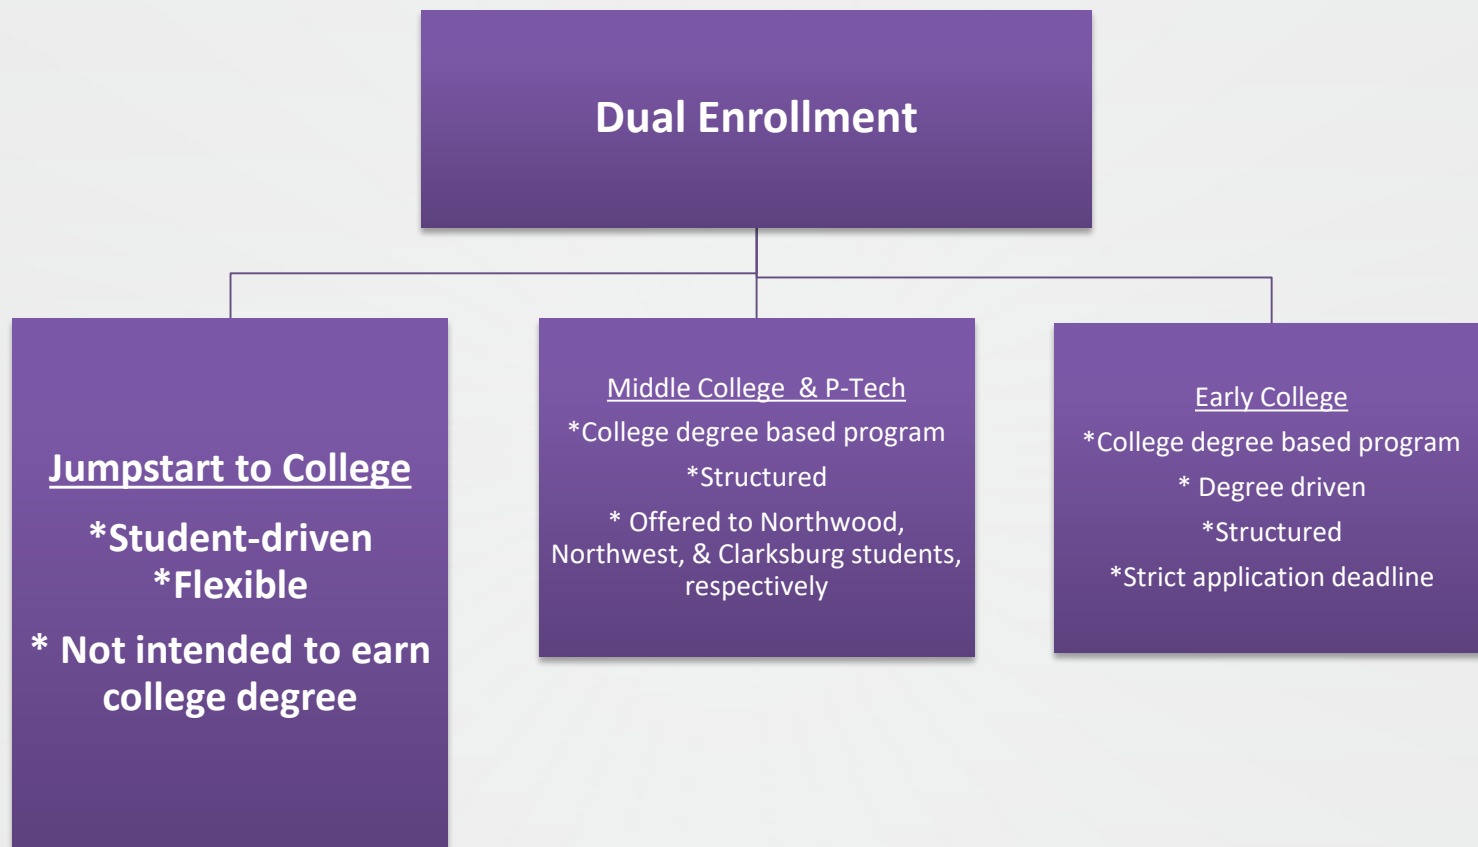 Dual Enrollment
Jumpstart to College
*Student-driven
*Flexible
* Not intended to earn
college degree
Middle College  & P-Tech
*College degree based program
*Structured
* Offered to Northwood,
Northwest, & Clarksburg students,
respectively
Early College
*College degree based program
* Degree driven
*Structured
*Strict application deadline